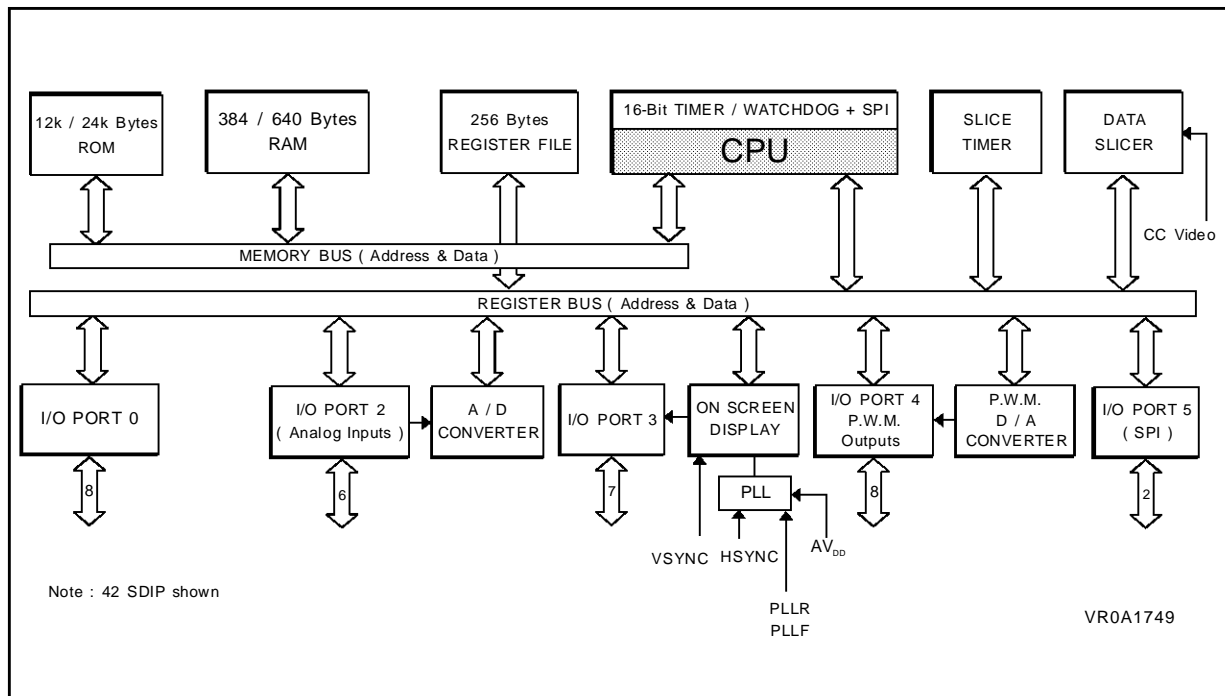 12k / 24k Bytes
ROM
384 / 640 Bytes
RAM
256 Bytes
REGISTER FILE
16-Bit TIMER / WATCHDOG + SPI
CPU
SLICE
TIMER
DATA
SLICER
CC Video
MEMORY BUS ( Address & Data )
REGISTER BUS ( Address & Data )
I/O PORT 0
I/O PORT 2
( Analog Inputs )
A / D
CONVERTER
I/O PORT 3
ON SCREEN
DISPLAY
I/O PORT 4
P.W.M.
Outputs
P.W.M.
D / A
CONVERTER
I/O PORT 5
( SPI )
8
6
7
PLL
8
2
VSYNC
HSYNC
AVDD
PLLR
PLLF
Note : 42 SDIP shown
VR0A1749